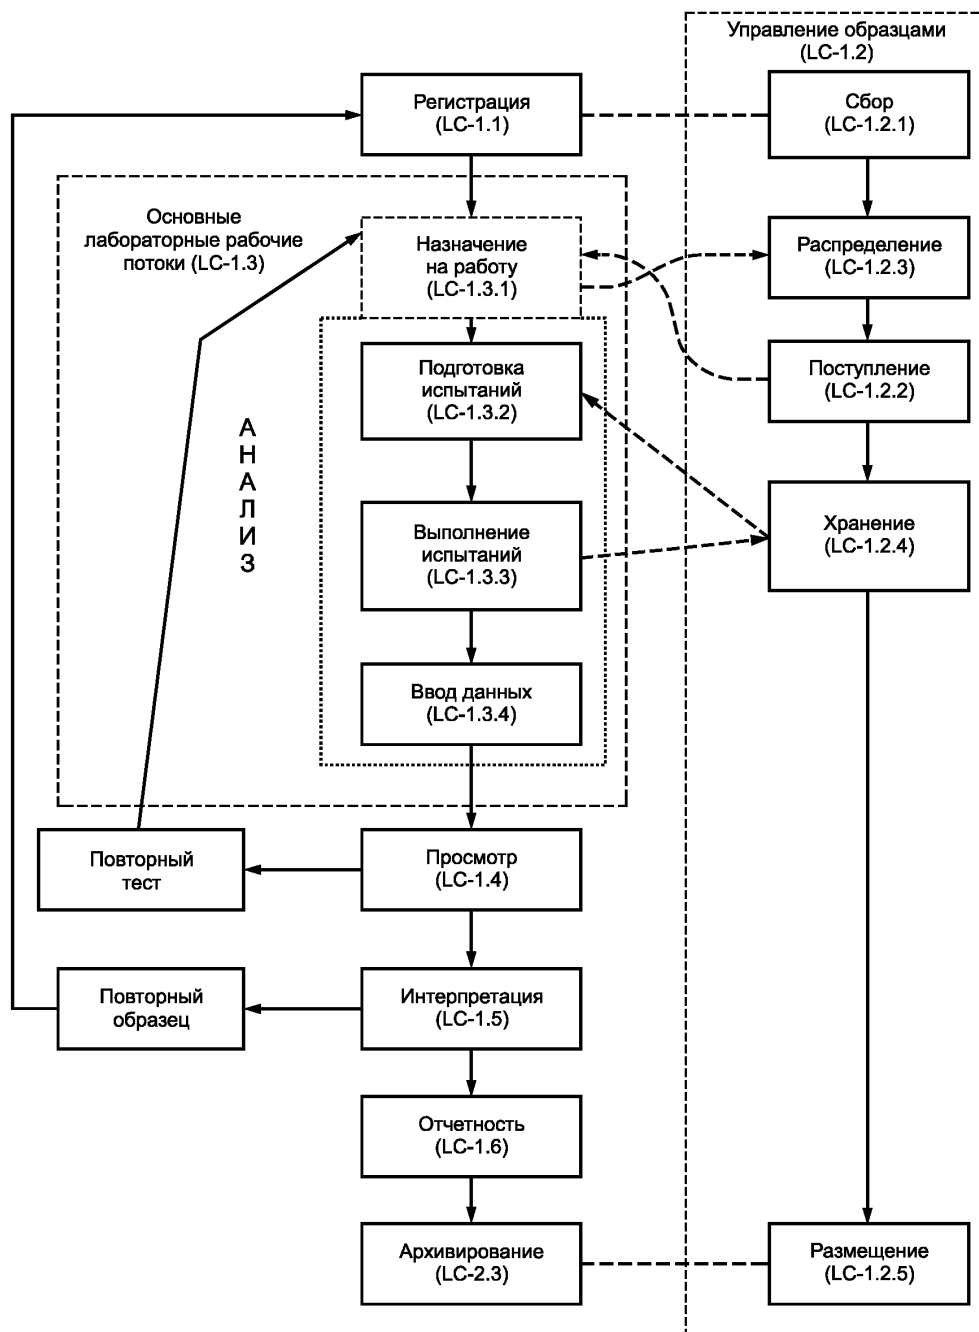 Управление образцами
(LC-1.2)
Регистрация
(LC-1.1)
Сбор
(LC-1.2.1)
Основные
лабораторные рабочие
потоки (LC-1.3)
Назначение
на работу
(LC-1.3.1)
Распределение
(LC-1.2.3)
Подготовка
испытаний
(LC-1.3.2)
Поступление
(LC-1.2.2)
А
Н
А
Л
И
З
Выполнение
испытаний
(LC-1.3.3)
Хранение
(LC-1.2.4)
Ввод данных
(LC-1.3.4)
Повторный
тест
Просмотр
(LC-1.4)
Повторный
образец
Интерпретация
(LC-1.5)
Отчетность
(LC-1.6)
Архивирование
(LC-2.3)
Размещение
(LC-1.2.5)